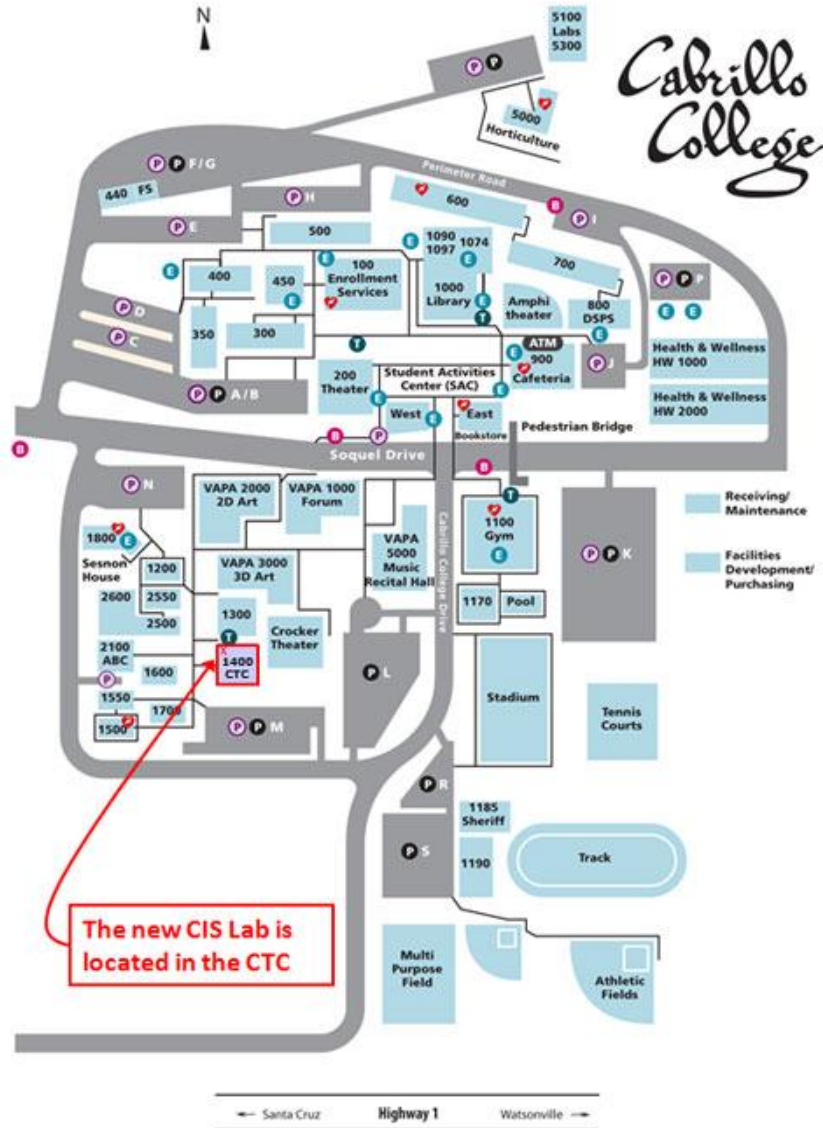 N
Cabrillo
College
5100
Labs
5300
P P
5000
Horticulture
P P F/G
440 FS
P H
P E
Perimeter Road
600
B
P I
500
E
1090
1097
1074
E
700
P P P
E E
E
400
450
E
E
100
Enrollment
Services
1000
Library
E
T
Amphi
theater
800
DSPS
E
P D
P C
350
300
T
ATM
900
Cafeteria
E
P J
Health & Wellness
HW 1000
Health & Wellness
HW 2000
P P A/B
200
Theater
E
Student Activities
Center (SAC)
E
West
E
East
Bookstore
Pedestrian Bridge
B
B
P
Soquel Drive
B
T
P N
VAPA 2000
2D Art
VAPA 1000
Forum
Cabrillo College Drive
1100
Gym
E
P P K
Receiving/
Maintenance
1800
E
Sesnon
House
1200
VAPA 3000
3D Art
VAPA
5000
Music
Recital Hall
Facilities
Development/
Purchasing
2600
2550
2500
1300
T
Crocker
Theater
1170
Pool
2100
ABC
1600
X
1400
CTC
P
P L
Stadium
Tennis
Courts
1550
1500
1700
P P M
P R
1185
Sheriff
P S
1190
Track
The new CIS Lab is
located in the CTC
Multi
Purpose
Field
Athletic
Fields
← Santa Cruz Highway 1 Watsonville →